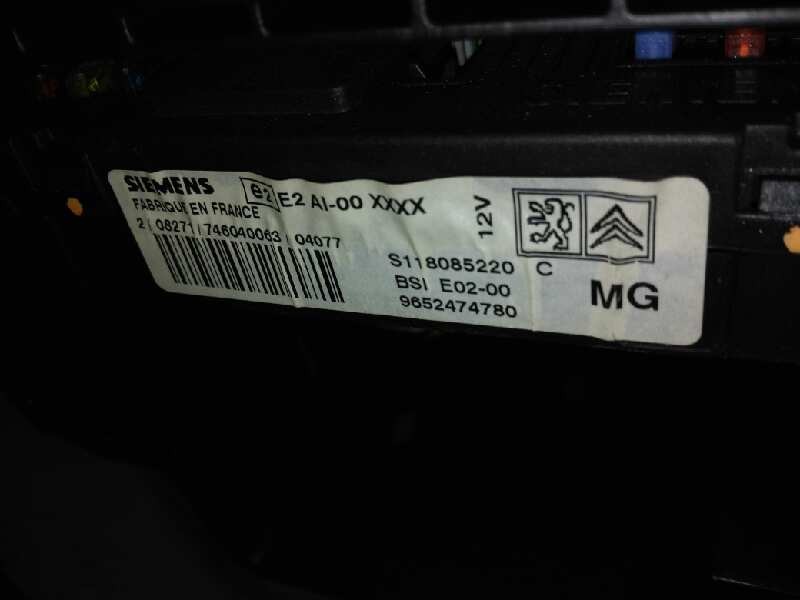 SIEMENS e2 E2 AI-00 XXXX
FABRIQUE EN FRANCE
2 08271 746040063 04077
12V
S118085220 C
BSI E02-00
9652474780
MG